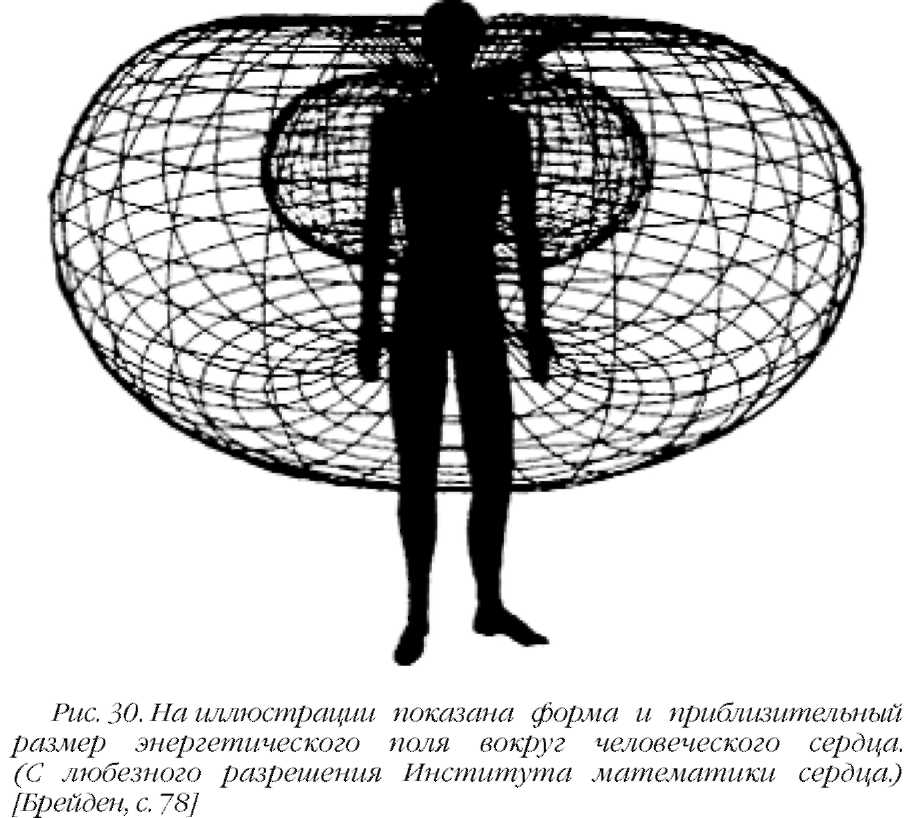 Рис. 30. На иллюстрации показана форма и приблизительный
размер энергетического поля вокруг человеческого сердца.
(С любезного разрешения Института математики сердца.)
[Брейден, с. 78]